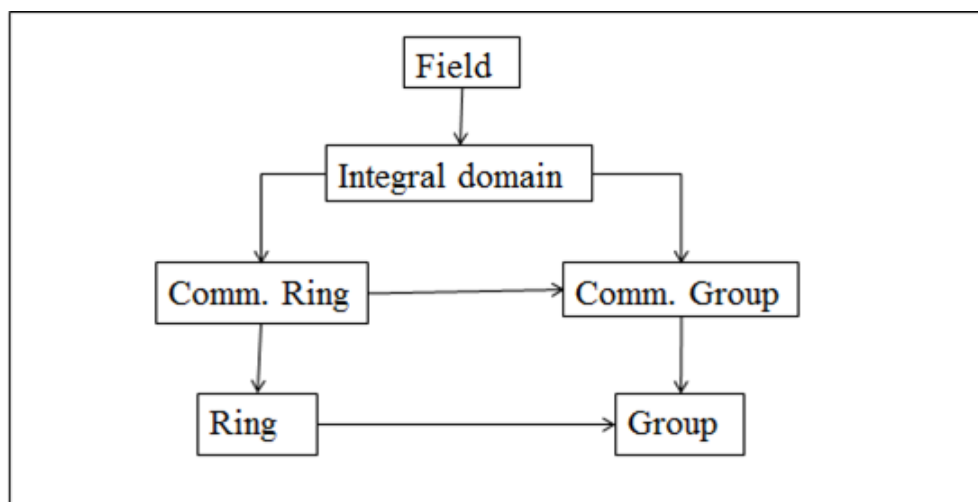 Field
Integral domain
Comm. Ring
Comm. Group
Ring
Group